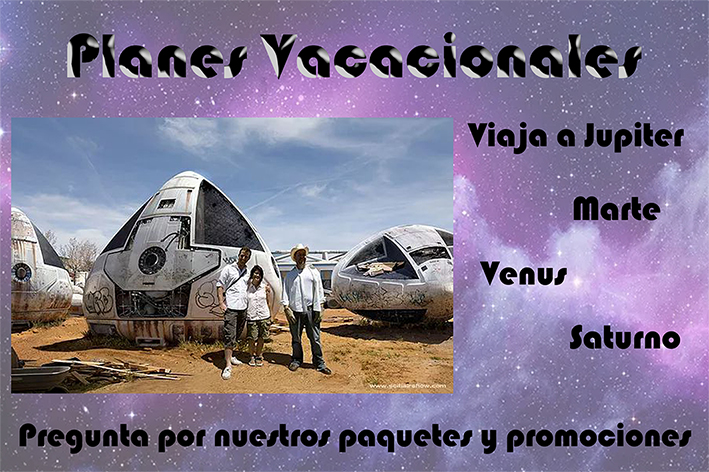 Planes Vacacionales
Viaja a Jupiter
Marte
Venus
Saturno
Pregunta por nuestros paquetes y promociones